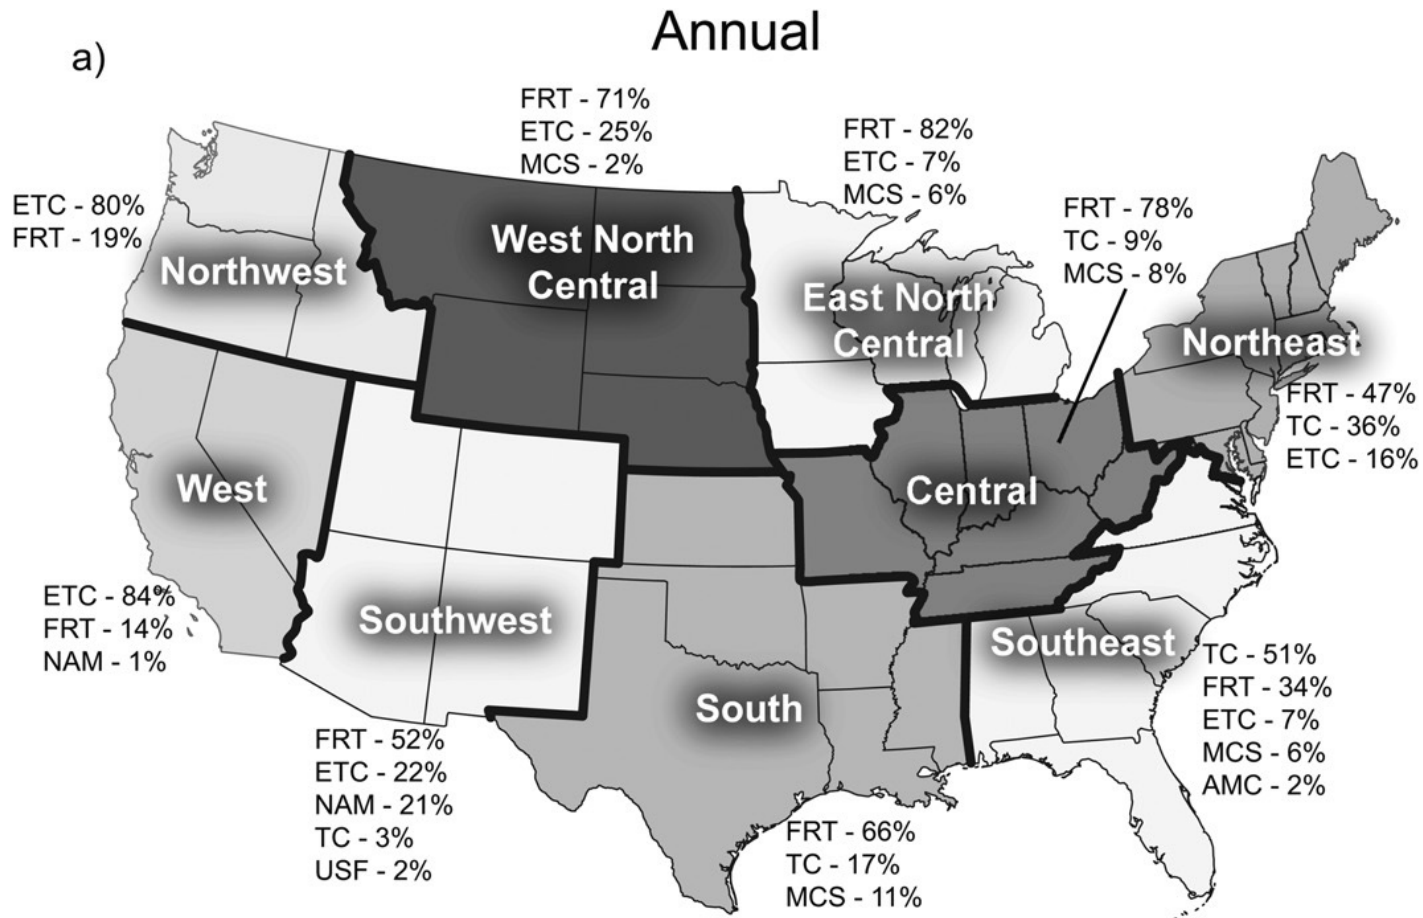 Annual
a)
FRT - 71%
ETC - 25%
MCS - 2%
FRT - 82%
ETC - 7%
MCS - 6%
ETC - 80%
FRT - 19%
FRT - 78%
TC - 9%
MCS - 8%
West North
Central
Northwest
East North
Central
Northeast
FRT - 47%
TC - 36%
ETC - 16%
West
Central
ETC - 84%
FRT - 14%
NAM - 1%
Southwest
Southeast
TC - 51%
FRT - 34%
ETC - 7%
MCS - 6%
AMC - 2%
South
FRT - 52%
ETC - 22%
NAM - 21%
TC - 3%
USF - 2%
FRT - 66%
TC - 17%
MCS - 11%